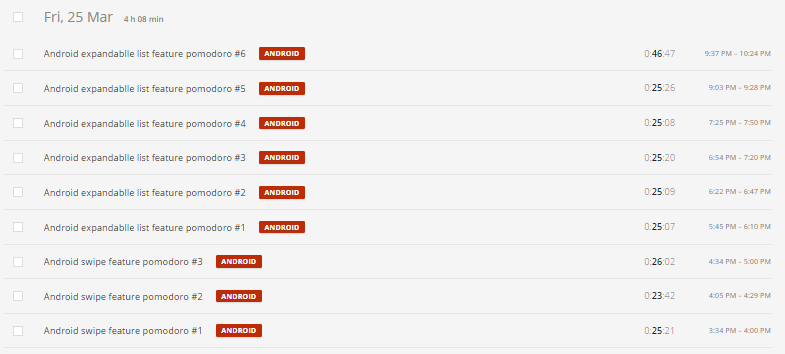 Fri, 25 Mar 4 h 08 min
Android expandablle list feature pomodoro #6 ANDROID 0:46:47 9:37 PM – 10:24 PM
Android expandablle list feature pomodoro #5 ANDROID 0:25:26 9:03 PM – 9:28 PM
Android expandablle list feature pomodoro #4 ANDROID 0:25:08 7:25 PM – 7:50 PM
Android expandablle list feature pomodoro #3 ANDROID 0:25:20 6:54 PM – 7:20 PM
Android expandablle list feature pomodoro #2 ANDROID 0:25:09 6:22 PM – 6:47 PM
Android expandablle list feature pomodoro #1 ANDROID 0:25:07 5:45 PM – 6:10 PM
Android swipe feature pomodoro #3 ANDROID 0:26:02 4:34 PM – 5:00 PM
Android swipe feature pomodoro #2 ANDROID 0:23:42 4:05 PM – 4:29 PM
Android swipe feature pomodoro #1 ANDROID 0:25:21 3:34 PM – 4:00 PM